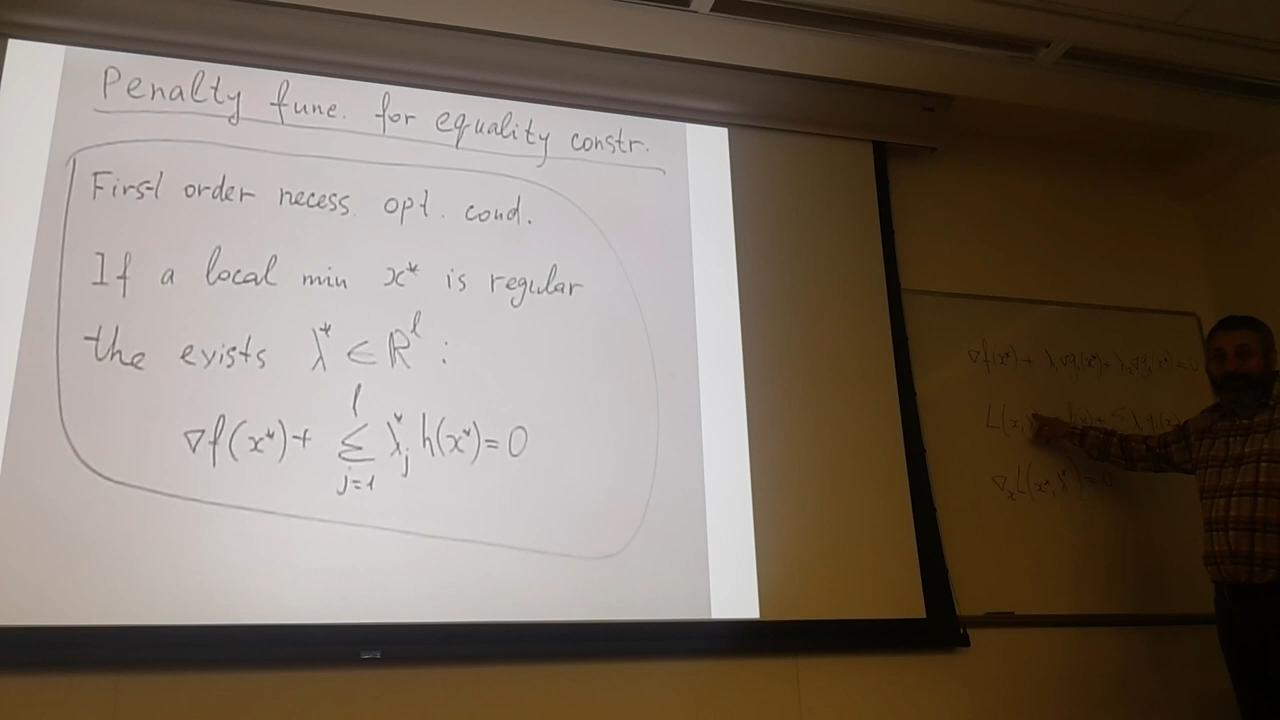 Penalty func. for equality constr.
First order necess. opt. cond.
If a local min x* is regular
the exists λ* ∈ R^l :
∇f(x*) + Σ_{j=1}^{l} λ*_j h(x*) = 0
∇f(x*) + λ₁∇g₁(x*) + λ₂∇g₂(x*) = 0
L(x,
∇ₓL(x*, λ*) = 0